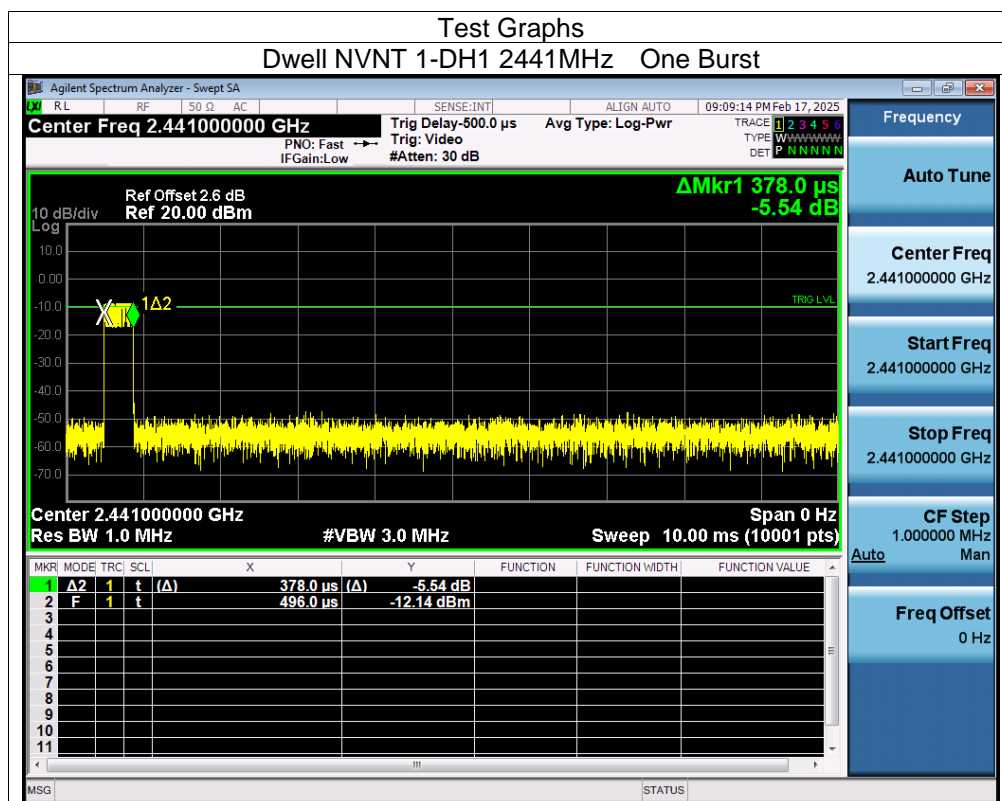 Test Graphs
Dwell NVNT 1-DH1 2441MHz One Burst
Agilent Spectrum Analyzer - Swept SA
LXI RL RF 50 Ω AC SENSE:INT ALIGN AUTO 09:09:14 PM Feb 17, 2025
Center Freq 2.441000000 GHz
PNO: Fast
IFGain:Low
Trig Delay-500.0 µs
Trig: Video
#Atten: 30 dB
Avg Type: Log-Pwr
TRACE 1 2 3 4 5 6
TYPE WWWWWW
DET P N N N N N
Frequency
Auto Tune
Center Freq
2.441000000 GHz
Start Freq
2.441000000 GHz
Stop Freq
2.441000000 GHz
CF Step
1.000000 MHz
Auto Man
Freq Offset
0 Hz
ΔMkr1 378.0 µs
-5.54 dB
Ref Offset 2.6 dB
10 dB/div Ref 20.00 dBm
Log
10.0
0.00
-10.0
-20.0
-30.0
-40.0
-50.0
-60.0
-70.0
1Δ2
TRIG LVL
Center 2.441000000 GHz Span 0 Hz
Res BW 1.0 MHz #VBW 3.0 MHz Sweep 10.00 ms (10001 pts)
MKR MODE TRC SCL X Y FUNCTION FUNCTION WIDTH FUNCTION VALUE
1 Δ2 1 t (Δ) 378.0 µs (Δ) -5.54 dB
2 F 1 t 496.0 µs -12.14 dBm
3
4
5
6
7
8
9
10
11
MSG STATUS